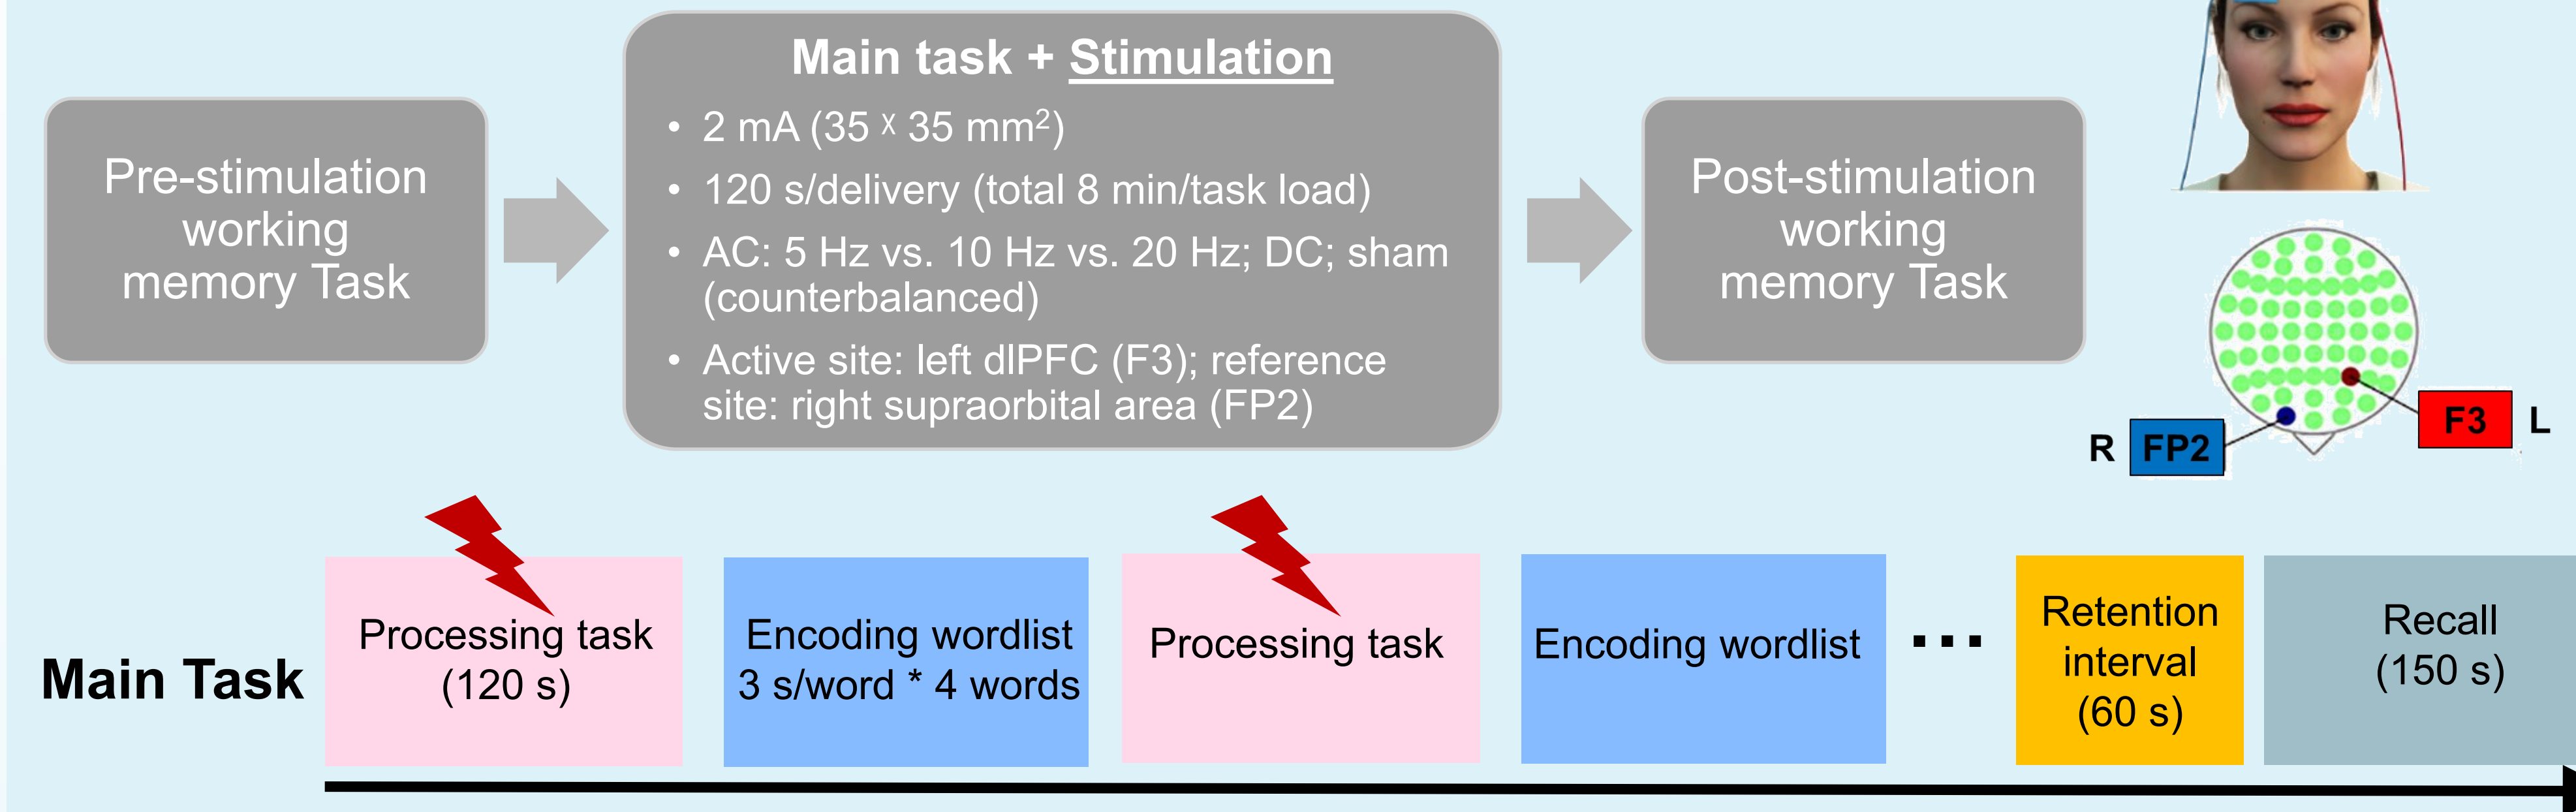 Pre-stimulation
working
memory Task
Main task + Stimulation
• 2 mA (35 x 35 mm²)
• 120 s/delivery (total 8 min/task load)
• AC: 5 Hz vs. 10 Hz vs. 20 Hz; DC; sham
(counterbalanced)
• Active site: left dlPFC (F3); reference
site: right supraorbital area (FP2)
Post-stimulation
working
memory Task
F3 L
R FP2
Main Task
Processing task
(120 s)
Encoding wordlist
3 s/word * 4 words
Processing task
Encoding wordlist
...
Retention
interval
(60 s)
Recall
(150 s)